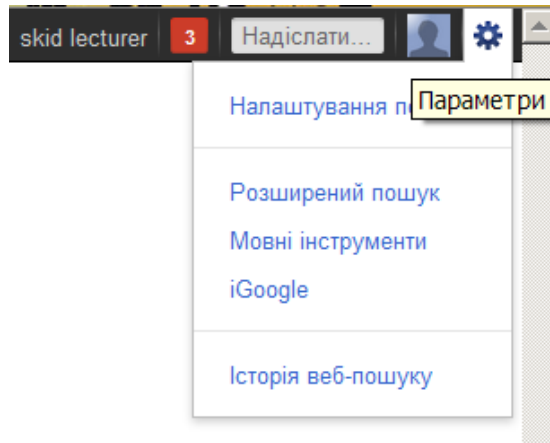 skid lecturer 3 Надіслати...
Налаштування п
Параметри
Розширений пошук
Мовні інструменти
iGoogle
Історія веб-пошуку